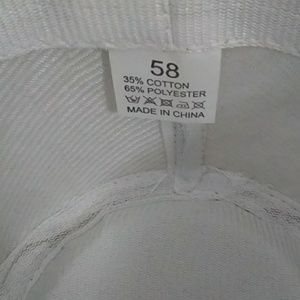 58
35% COTTON
65% POLYESTER
MADE IN CHINA